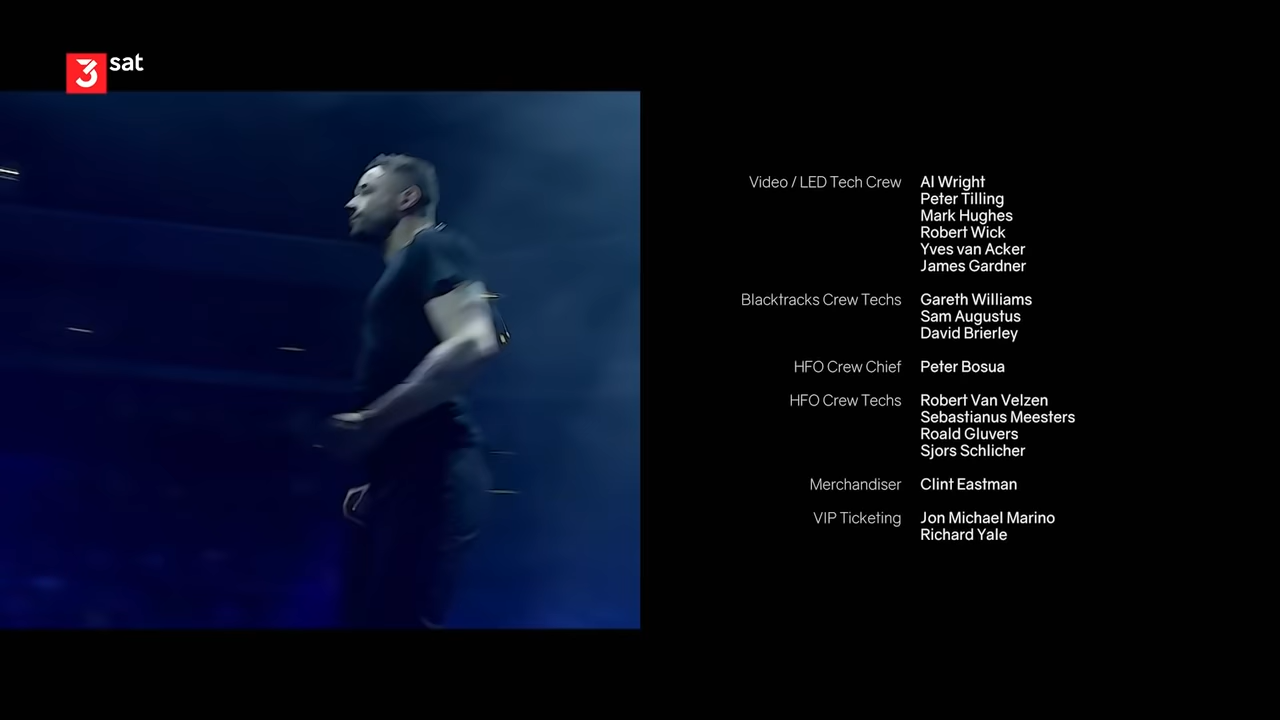 3 sat
Video / LED Tech Crew Al Wright
Peter Tilling
Mark Hughes
Robert Wick
Yves van Acker
James Gardner
Blacktracks Crew Techs Gareth Williams
Sam Augustus
David Brierley
HFO Crew Chief Peter Bosua
HFO Crew Techs Robert Van Velzen
Sebastianus Meesters
Roald Gluvers
Sjors Schlicher
Merchandiser Clint Eastman
VIP Ticketing Jon Michael Marino
Richard Yale